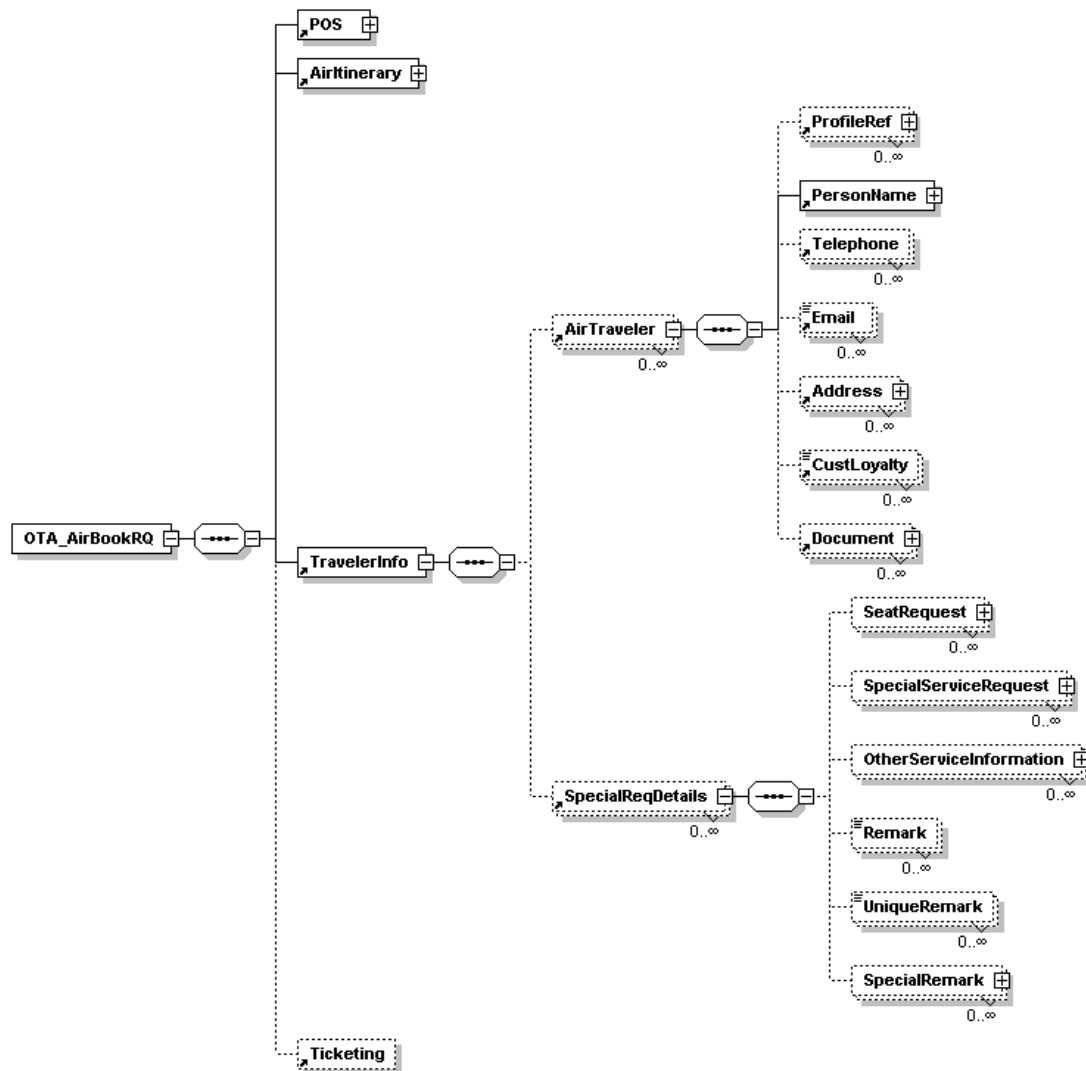 POS
AirItinerary
ProfileRef
0..∞
PersonName
Telephone
0..∞
AirTraveler
0..∞
Email
0..∞
Address
0..∞
CustLoyalty
0..∞
OTA_AirBookRQ
TravelerInfo
Document
0..∞
SeatRequest
0..∞
SpecialServiceRequest
0..∞
OtherServiceInformation
0..∞
SpecialReqDetails
0..∞
Remark
0..∞
UniqueRemark
0..∞
SpecialRemark
0..∞
Ticketing